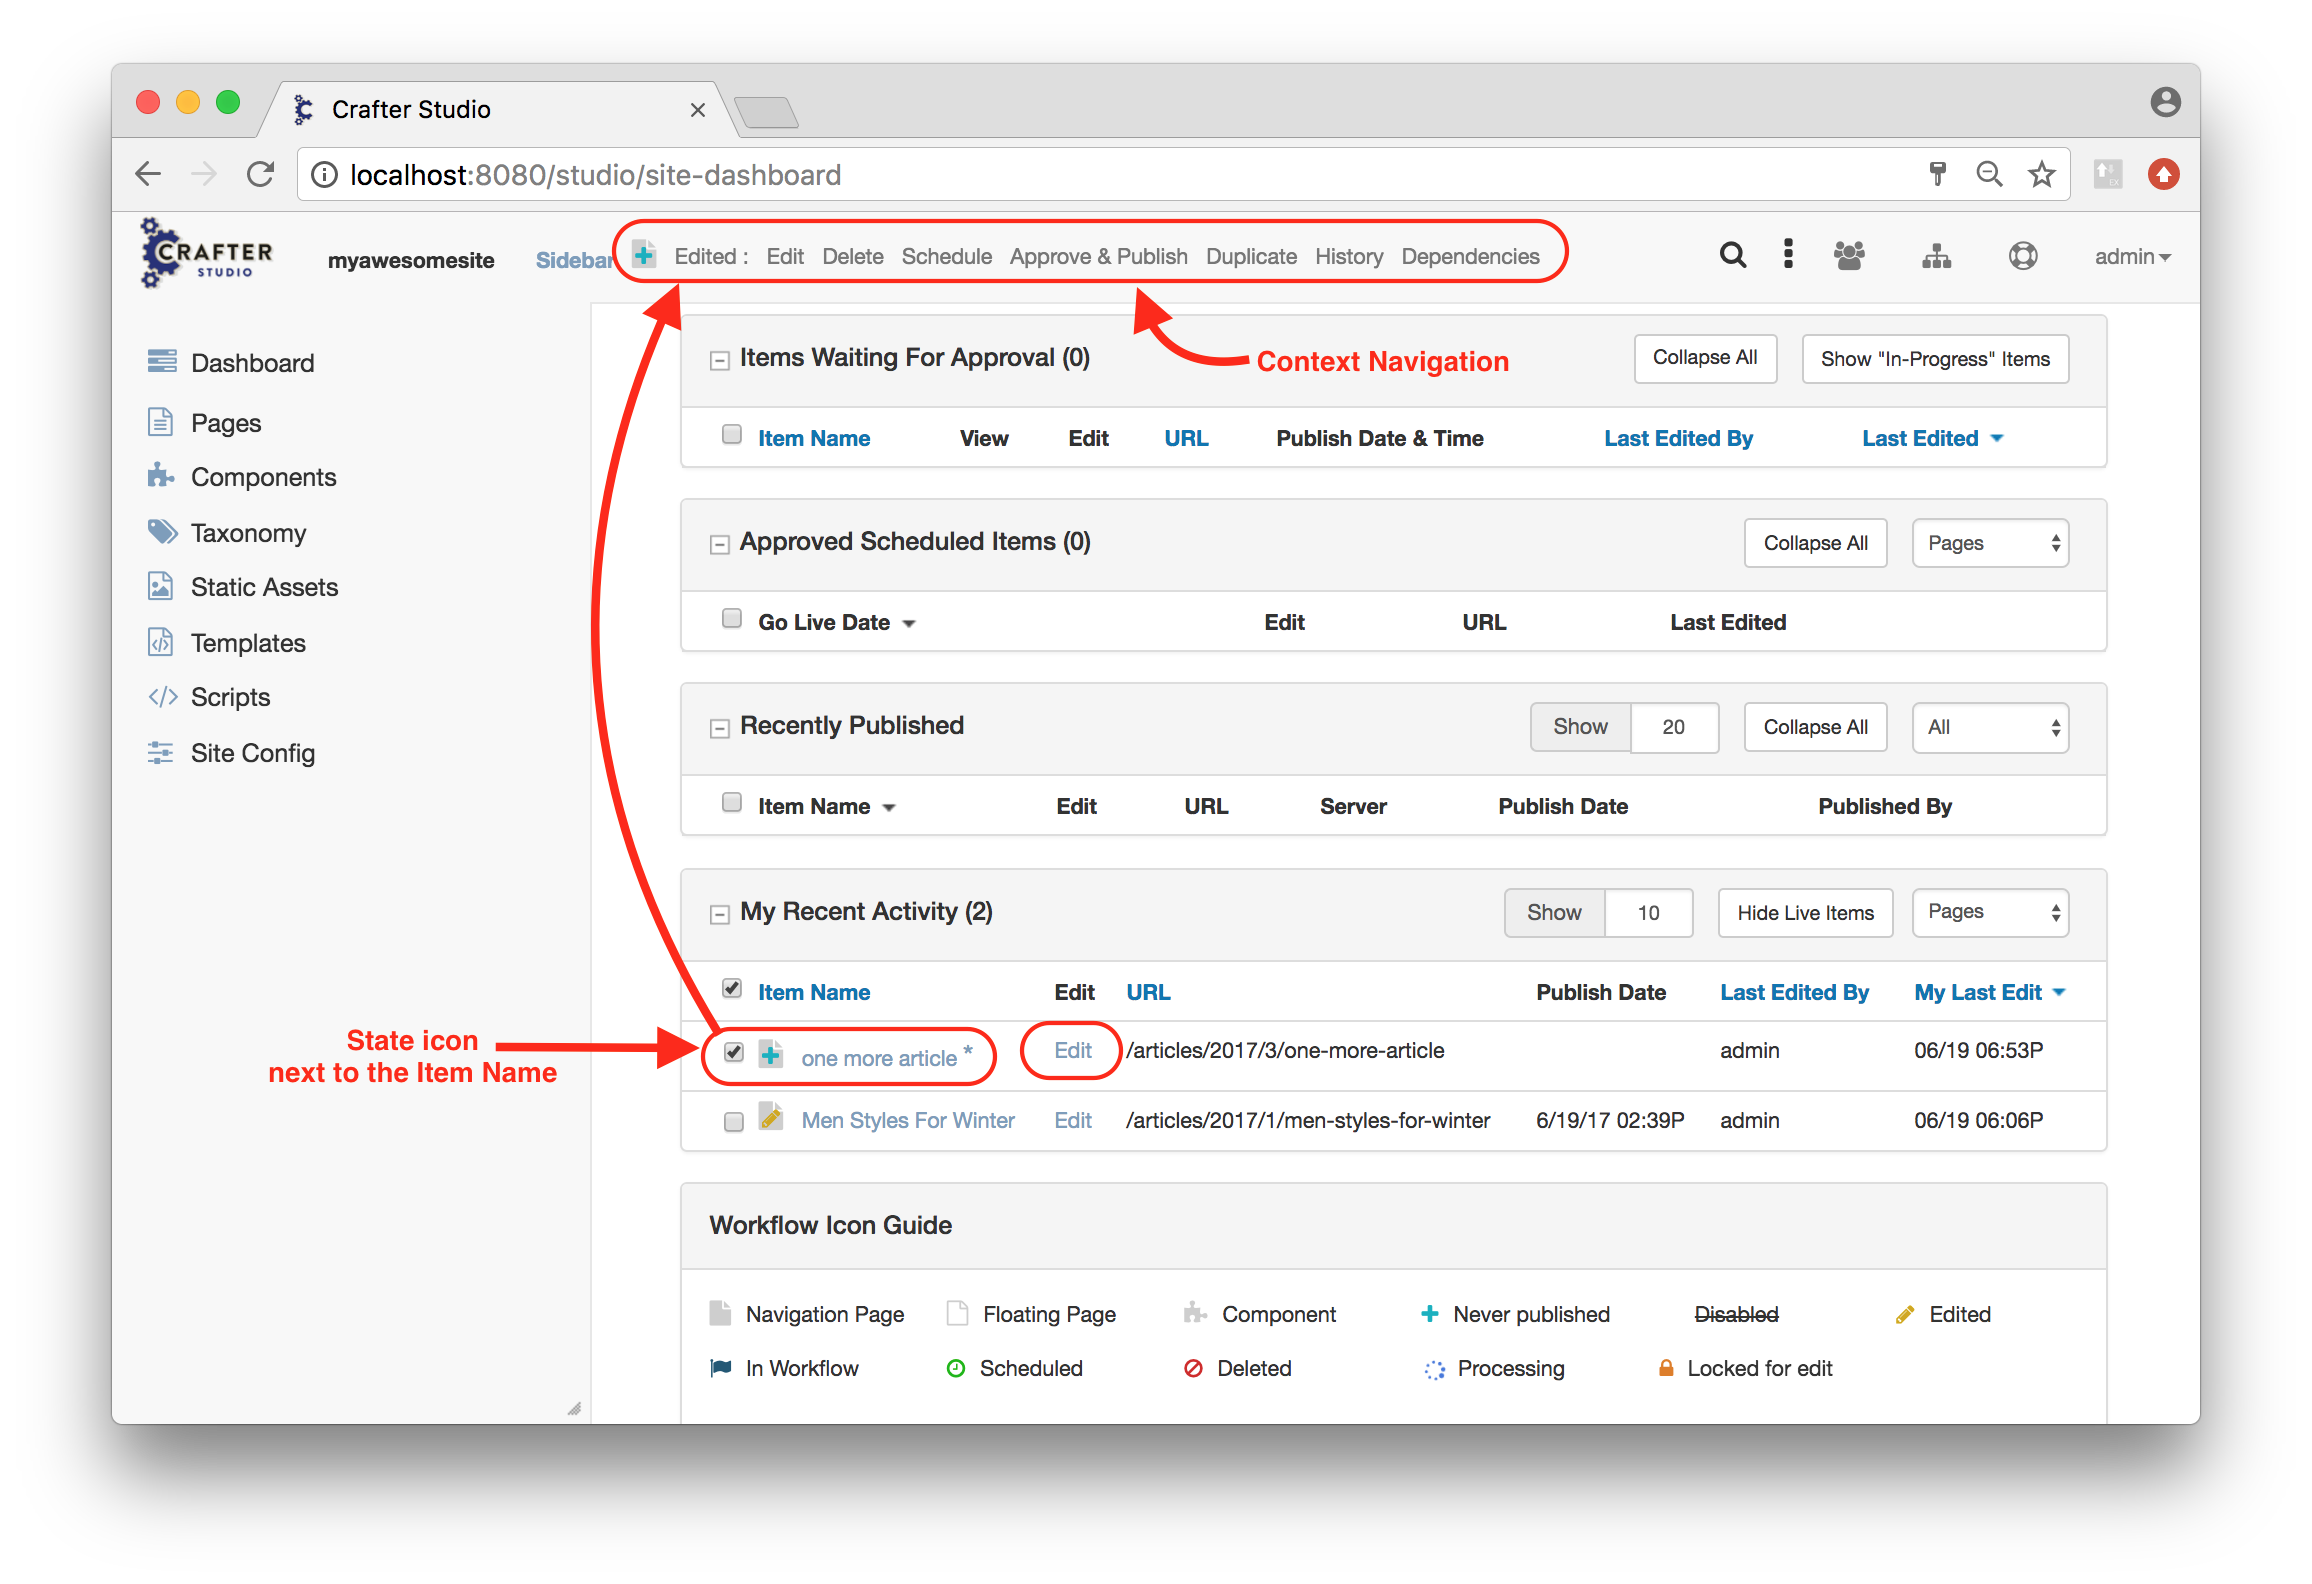 Crafter Studio
localhost:8080/studio/site-dashboard
CRAFTER
STUDIO
myawesomesite
Sidebar
Edited : Edit Delete Schedule Approve & Publish Duplicate History Dependencies
admin
Dashboard
Pages
Components
Taxonomy
Static Assets
Templates
Scripts
Site Config
Context Navigation
Items Waiting For Approval (0)
Collapse All
Show "In-Progress" Items
Item Name View Edit URL Publish Date & Time Last Edited By Last Edited
Approved Scheduled Items (0)
Collapse All
Pages
Go Live Date Edit URL Last Edited
Recently Published
Show 20
Collapse All
All
Item Name Edit URL Server Publish Date Published By
My Recent Activity (2)
Show 10
Hide Live Items
Pages
Item Name Edit URL Publish Date Last Edited By My Last Edit
State icon
next to the Item Name
one more article * Edit /articles/2017/3/one-more-article admin 06/19 06:53P
Men Styles For Winter Edit /articles/2017/1/men-styles-for-winter 6/19/17 02:39P admin 06/19 06:06P
Workflow Icon Guide
Navigation Page Floating Page Component Never published Disabled Edited
In Workflow Scheduled Deleted Processing Locked for edit